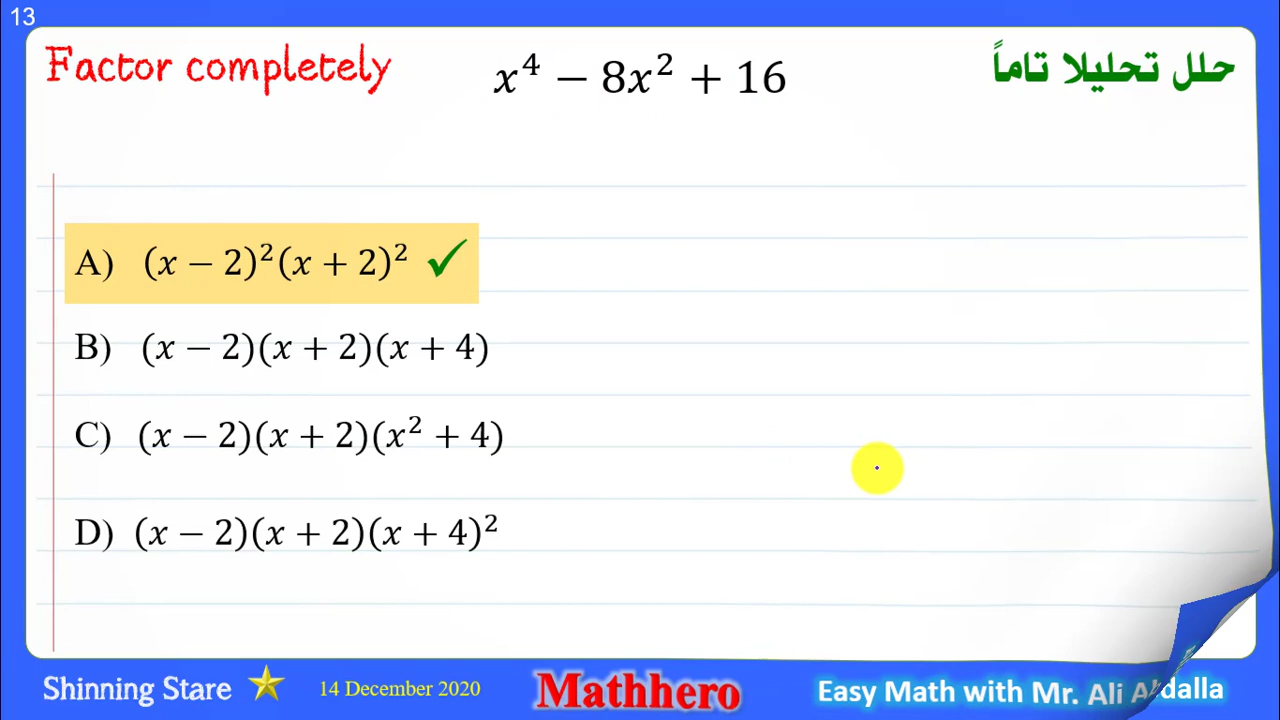 13
Factor completely x⁴ − 8x² + 16 حلل تحليلا تاماً
A) (x − 2)²(x + 2)² ✓
B) (x − 2)(x + 2)(x + 4)
C) (x − 2)(x + 2)(x² + 4)
D) (x − 2)(x + 2)(x + 4)²
Shinning Stare 14 December 2020 Mathhero Easy Math with Mr. Ali Abdalla